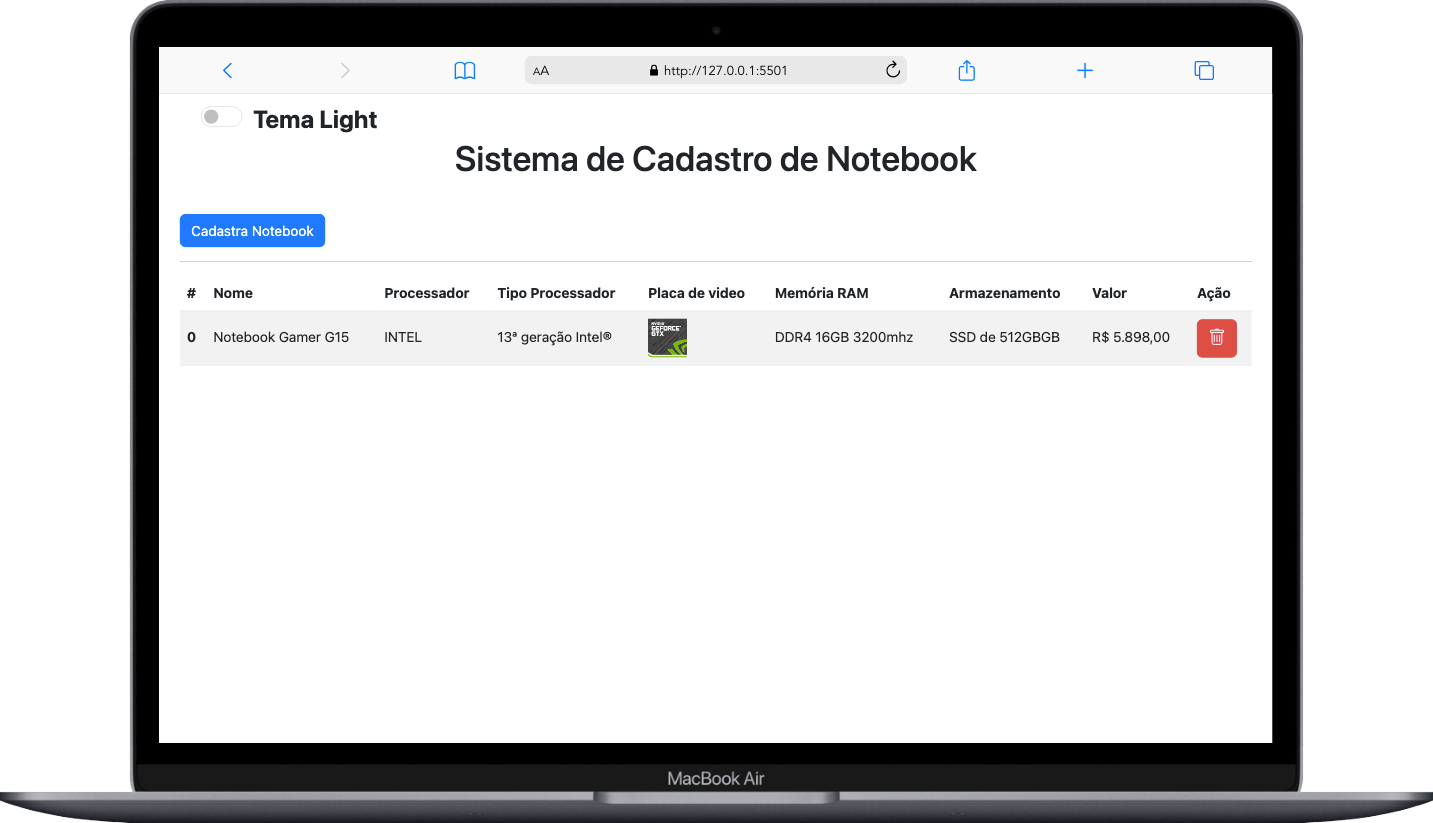 AA http://127.0.0.1:5501
Tema Light
Sistema de Cadastro de Notebook
Cadastra Notebook
# Nome Processador Tipo Processador Placa de video Memória RAM Armazenamento Valor Ação
0 Notebook Gamer G15 INTEL 13ª geração Intel® NVIDIA GEFORCE GTX DDR4 16GB 3200mhz SSD de 512GBGB R$ 5.898,00
MacBook Air